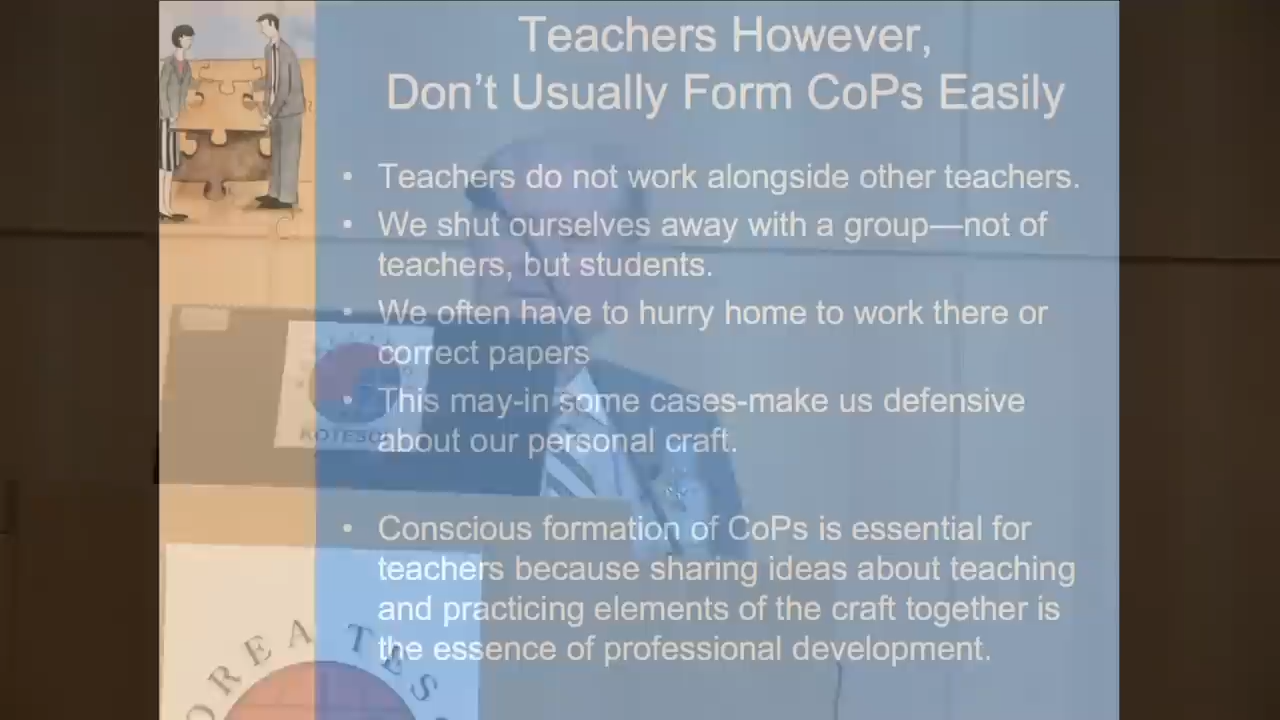 Teachers However,
Don't Usually Form CoPs Easily
• Teachers do not work alongside other teachers.
• We shut ourselves away with a group—not of
teachers, but students.
• We often have to hurry home to work there or
correct papers
• This may-in some cases-make us defensive
about our personal craft.
KOTESOL
• Conscious formation of CoPs is essential for
teachers because sharing ideas about teaching
and practicing elements of the craft together is
the essence of professional development.
OREA TES